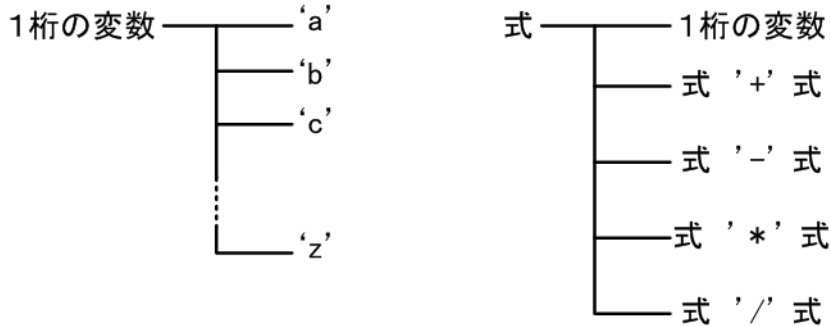 1桁の変数
‘a’
‘b’
‘c’
‘z’
式
1桁の変数
式 ’+’ 式
式 ’-’ 式
式 ’*’ 式
式 ’/’ 式